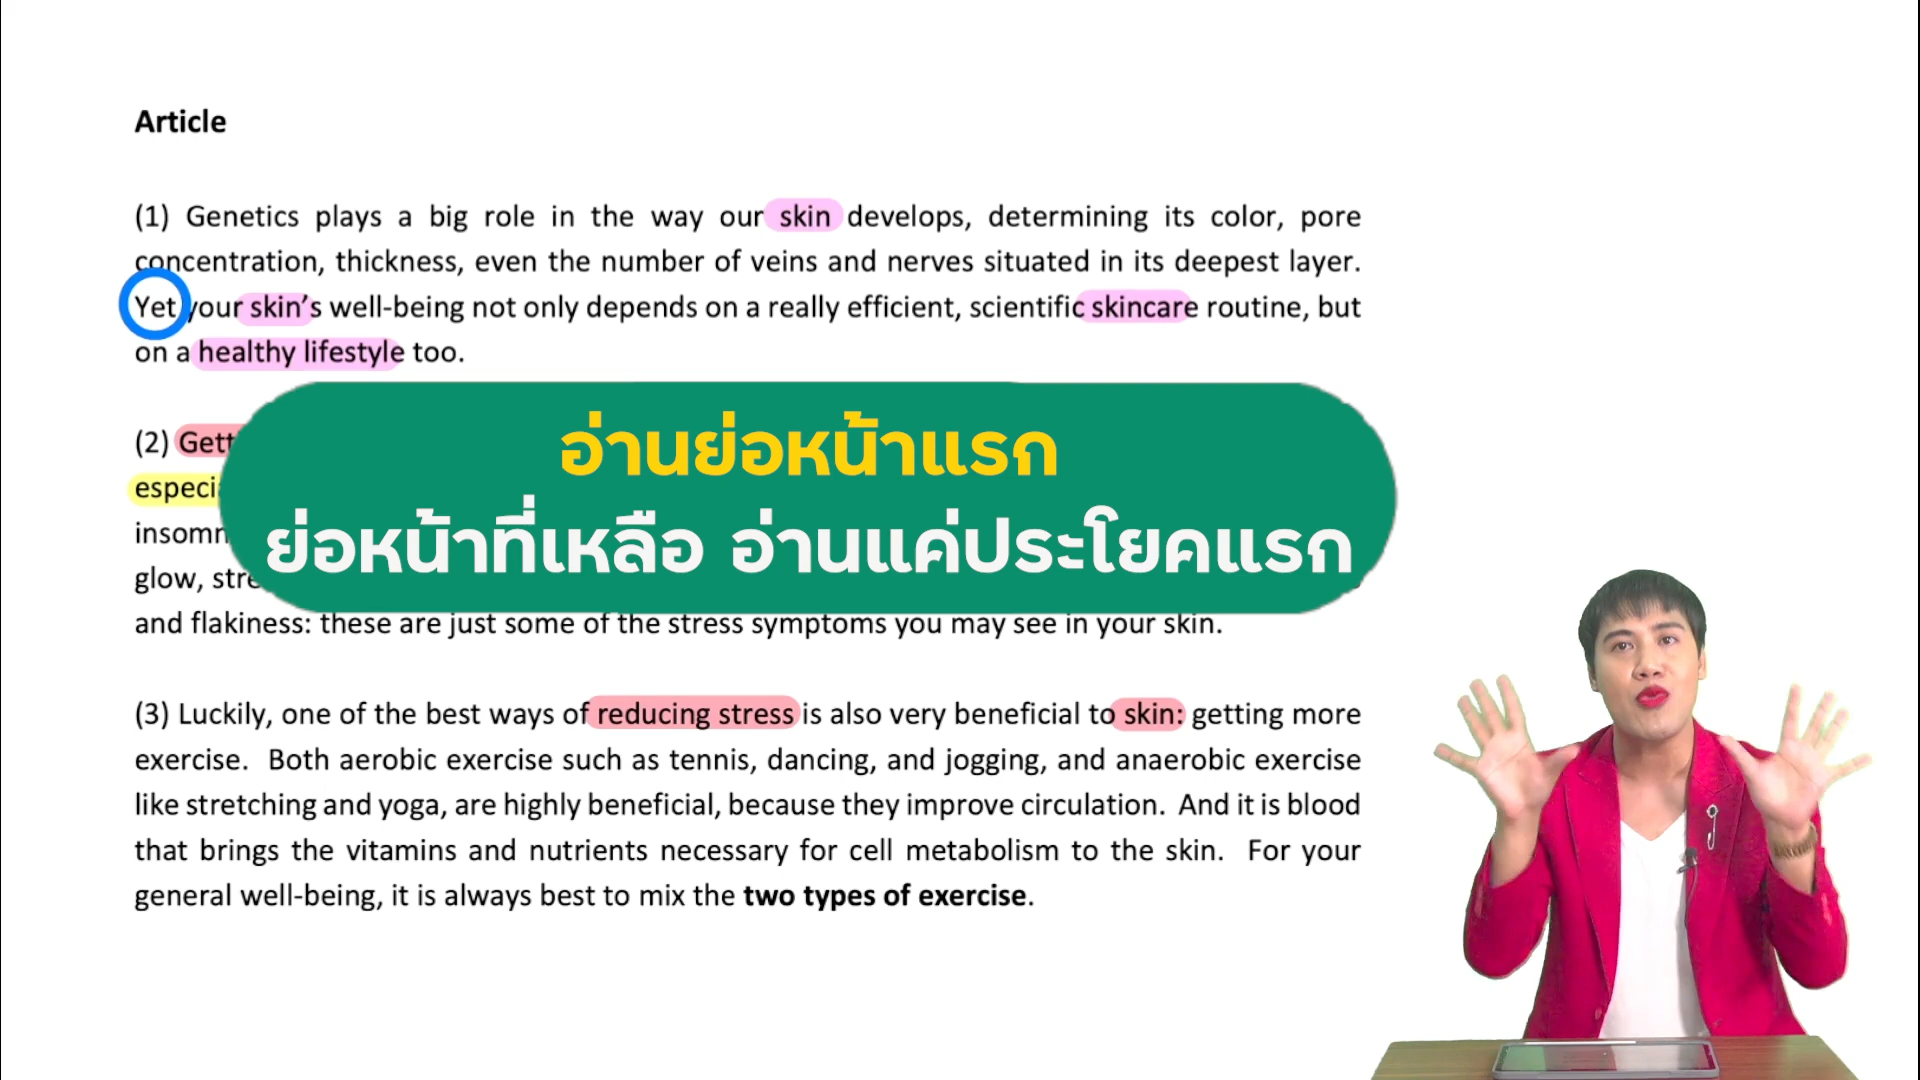 Article
(1) Genetics plays a big role in the way our skin develops, determining its color, pore
concentration, thickness, even the number of veins and nerves situated in its deepest layer.
Yet your skin's well-being not only depends on a really efficient, scientific skincare routine, but
on a healthy lifestyle too.
(2)
อ่านย่อหน้าแรก
ย่อหน้าที่เหลือ อ่านแค่ประโยคแรก
glow,
and flakiness: these are just some of the stress symptoms you may see in your skin.
(3) Luckily, one of the best ways of reducing stress is also very beneficial to skin: getting more
exercise. Both aerobic exercise such as tennis, dancing, and jogging, and anaerobic exercise
like stretching and yoga, are highly beneficial, because they improve circulation. And it is blood
that brings the vitamins and nutrients necessary for cell metabolism to the skin. For your
general well-being, it is always best to mix the two types of exercise.